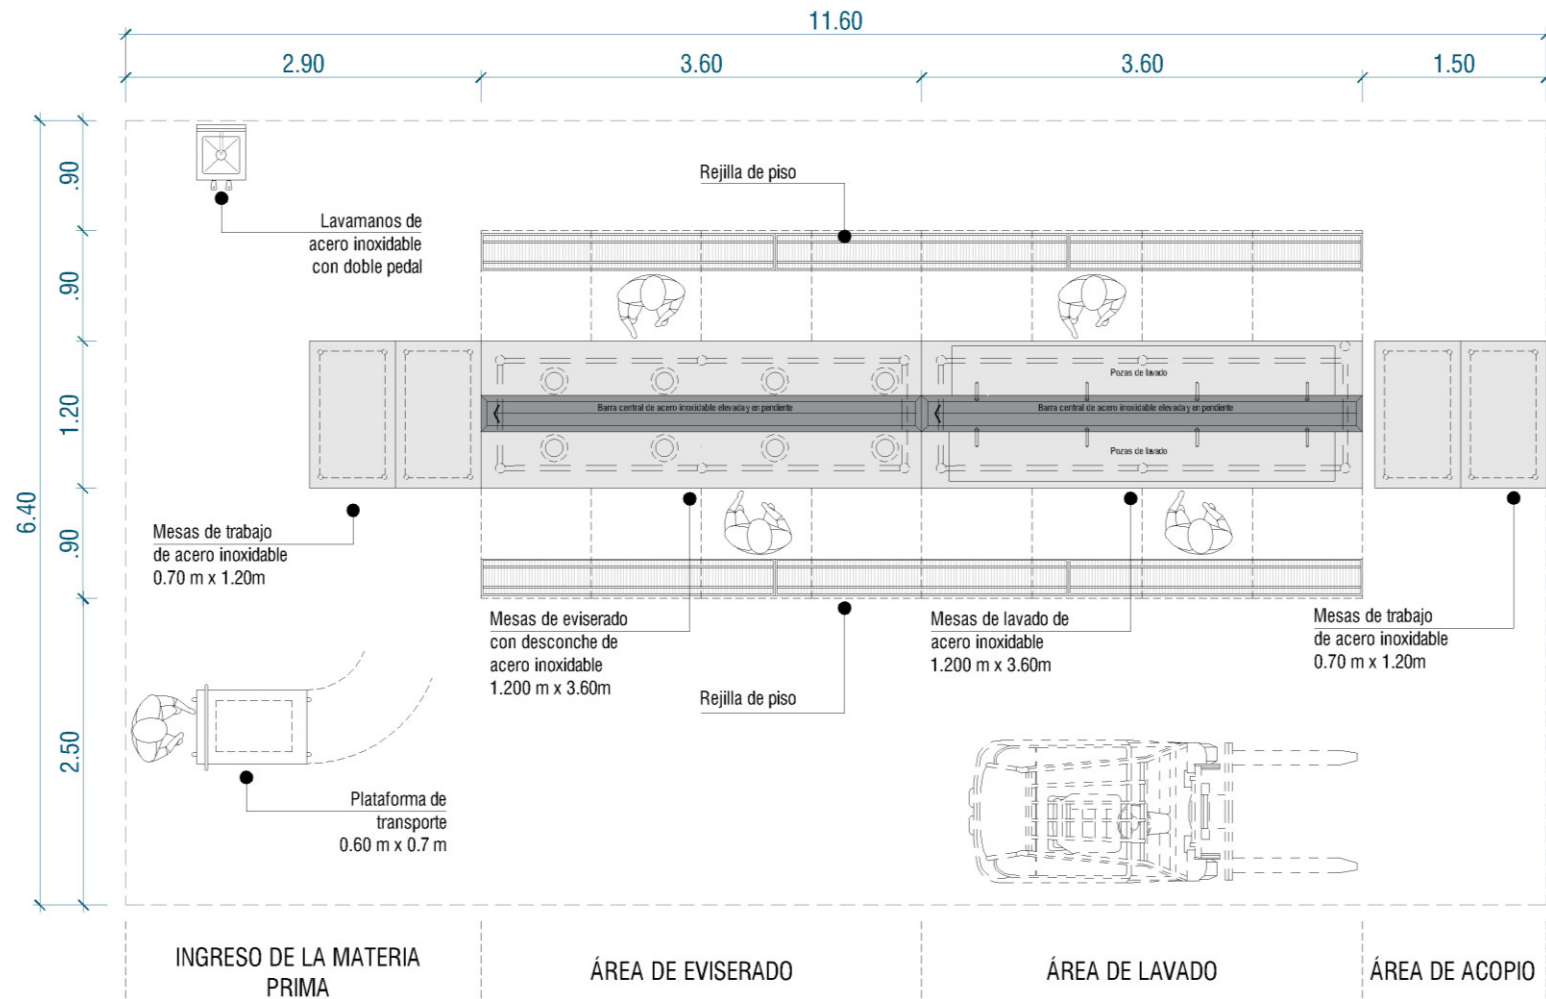 11.60
2.90
3.60
3.60
1.50
6.40
.90
.90
1.20
.90
2.50
Lavamanos de
acero inoxidable
con doble pedal
Rejilla de piso
Pozas de lavado
Barra central de acero inoxidable elevada y en pendiente
Barra central de acero inoxidable elevada y en pendiente
Pozas de lavado
Mesas de trabajo
de acero inoxidable
0.70 m x 1.20m
Mesas de eviserado
con desconche de
acero inoxidable
1.200 m x 3.60m
Mesas de lavado de
acero inoxidable
1.200 m x 3.60m
Mesas de trabajo
de acero inoxidable
0.70 m x 1.20m
Rejilla de piso
Plataforma de
transporte
0.60 m x 0.7 m
INGRESO DE LA MATERIA
PRIMA
ÁREA DE EVISERADO
ÁREA DE LAVADO
ÁREA DE ACOPIO